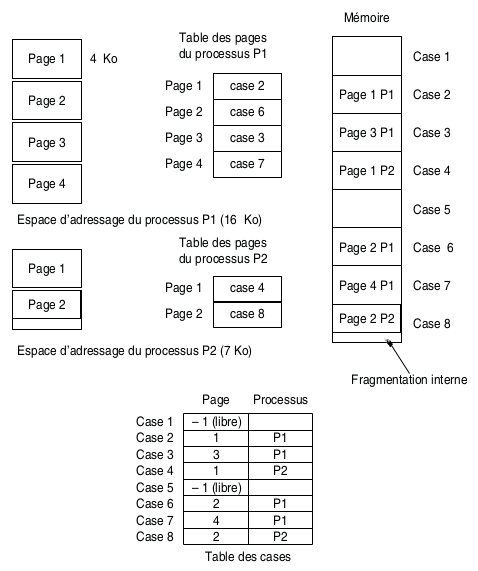 Mémoire
Table des pages
du processus P1
Page 1 4 Ko
Page 2
Page 3
Page 4
Page 1 case 2
Page 2 case 6
Page 3 case 3
Page 4 case 7
Espace d'adressage du processus P1 (16 Ko)
Table des pages
du processus P2
Page 1
Page 2
Page 1 case 4
Page 2 case 8
Espace d'adressage du processus P2 (7 Ko)
Case 1
Page 1 P1 Case 2
Page 3 P1 Case 3
Page 1 P2 Case 4
Case 5
Page 2 P1 Case 6
Page 4 P1 Case 7
Page 2 P2 Case 8
Fragmentation interne
Page Processus
Case 1 – 1 (libre)
Case 2 1 P1
Case 3 3 P1
Case 4 1 P2
Case 5 – 1 (libre)
Case 6 2 P1
Case 7 4 P1
Case 8 2 P2
Table des cases